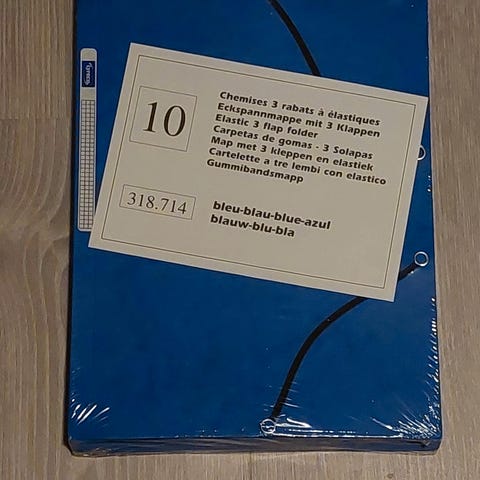 10
Chemises 3 rabats à élastiques
Eckspannmappe mit 3 Klappen
Elastic 3 flap folder
Carpetas de gomas - 3 Solapas
Map met 3 kleppen en elastiek
Cartelette a tre lembi con elastico
Gummibandsmapp
318.714
bleu-blau-blue-azul
blauw-blu-bla